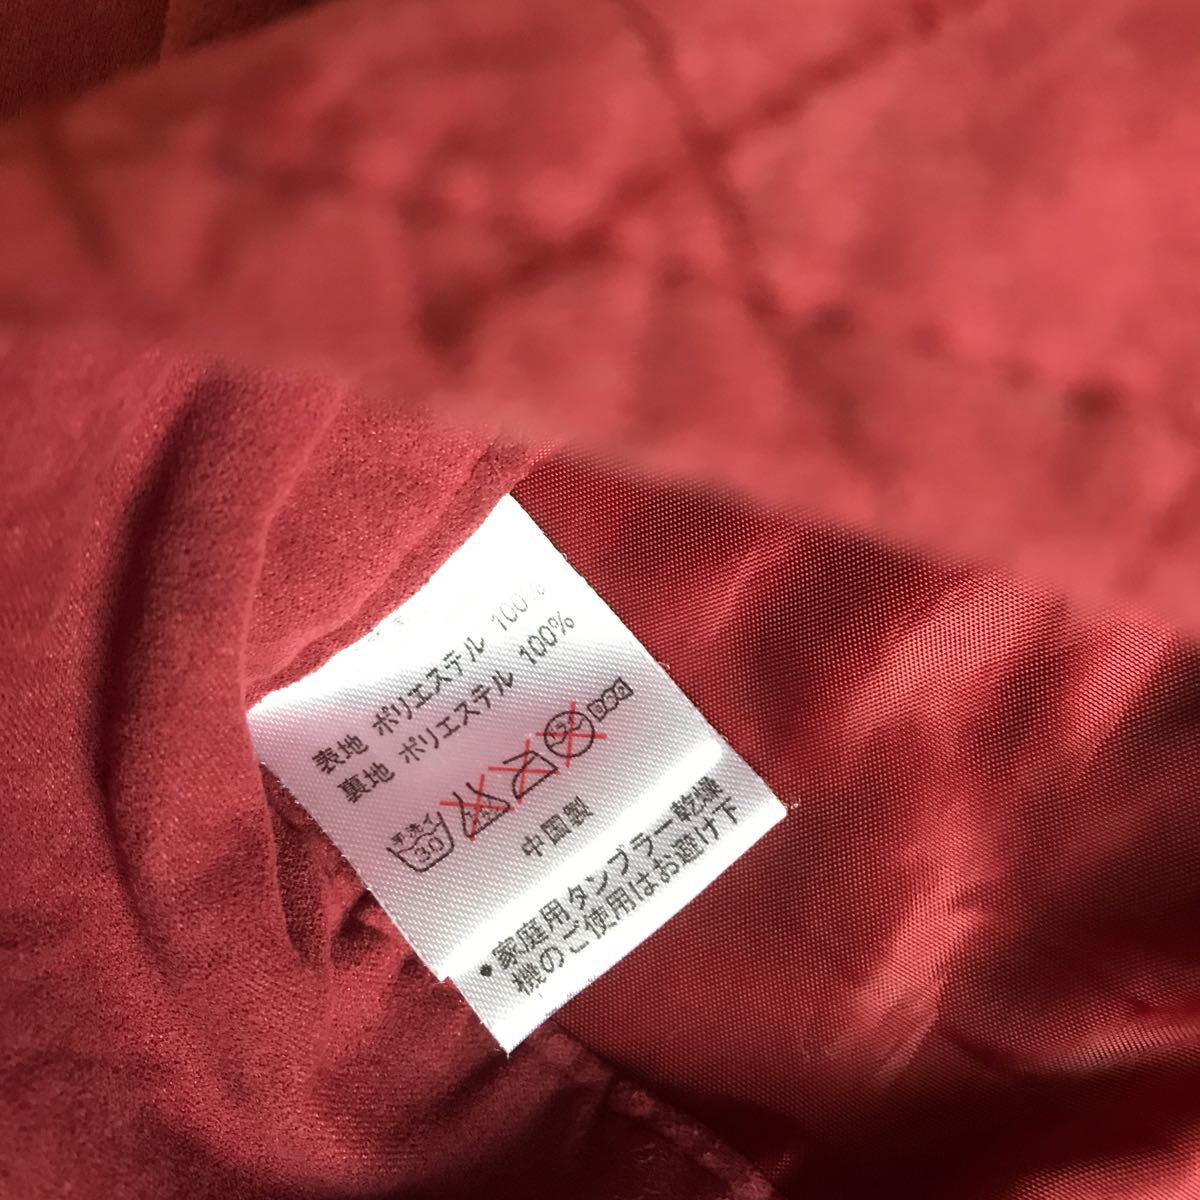 表地 ポリエステル 100%
裏地 ポリエステル 100%
手洗イ
30
中国製
•家庭用タンブラー乾燥
機のご使用はお避け下